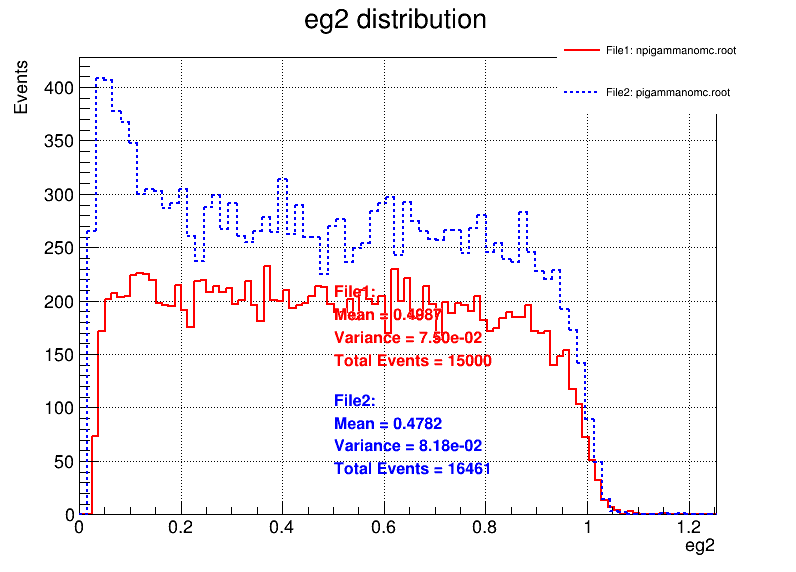 eg2 distribution
File1: npigammanomc.root
File2: pigammanomc.root
Events
400
350
300
250
200
150
100
50
0
File1:
Mean = 0.4987
Variance = 7.50e-02
Total Events = 15000
File2:
Mean = 0.4782
Variance = 8.18e-02
Total Events = 16461
0 0.2 0.4 0.6 0.8 1 1.2
eg2